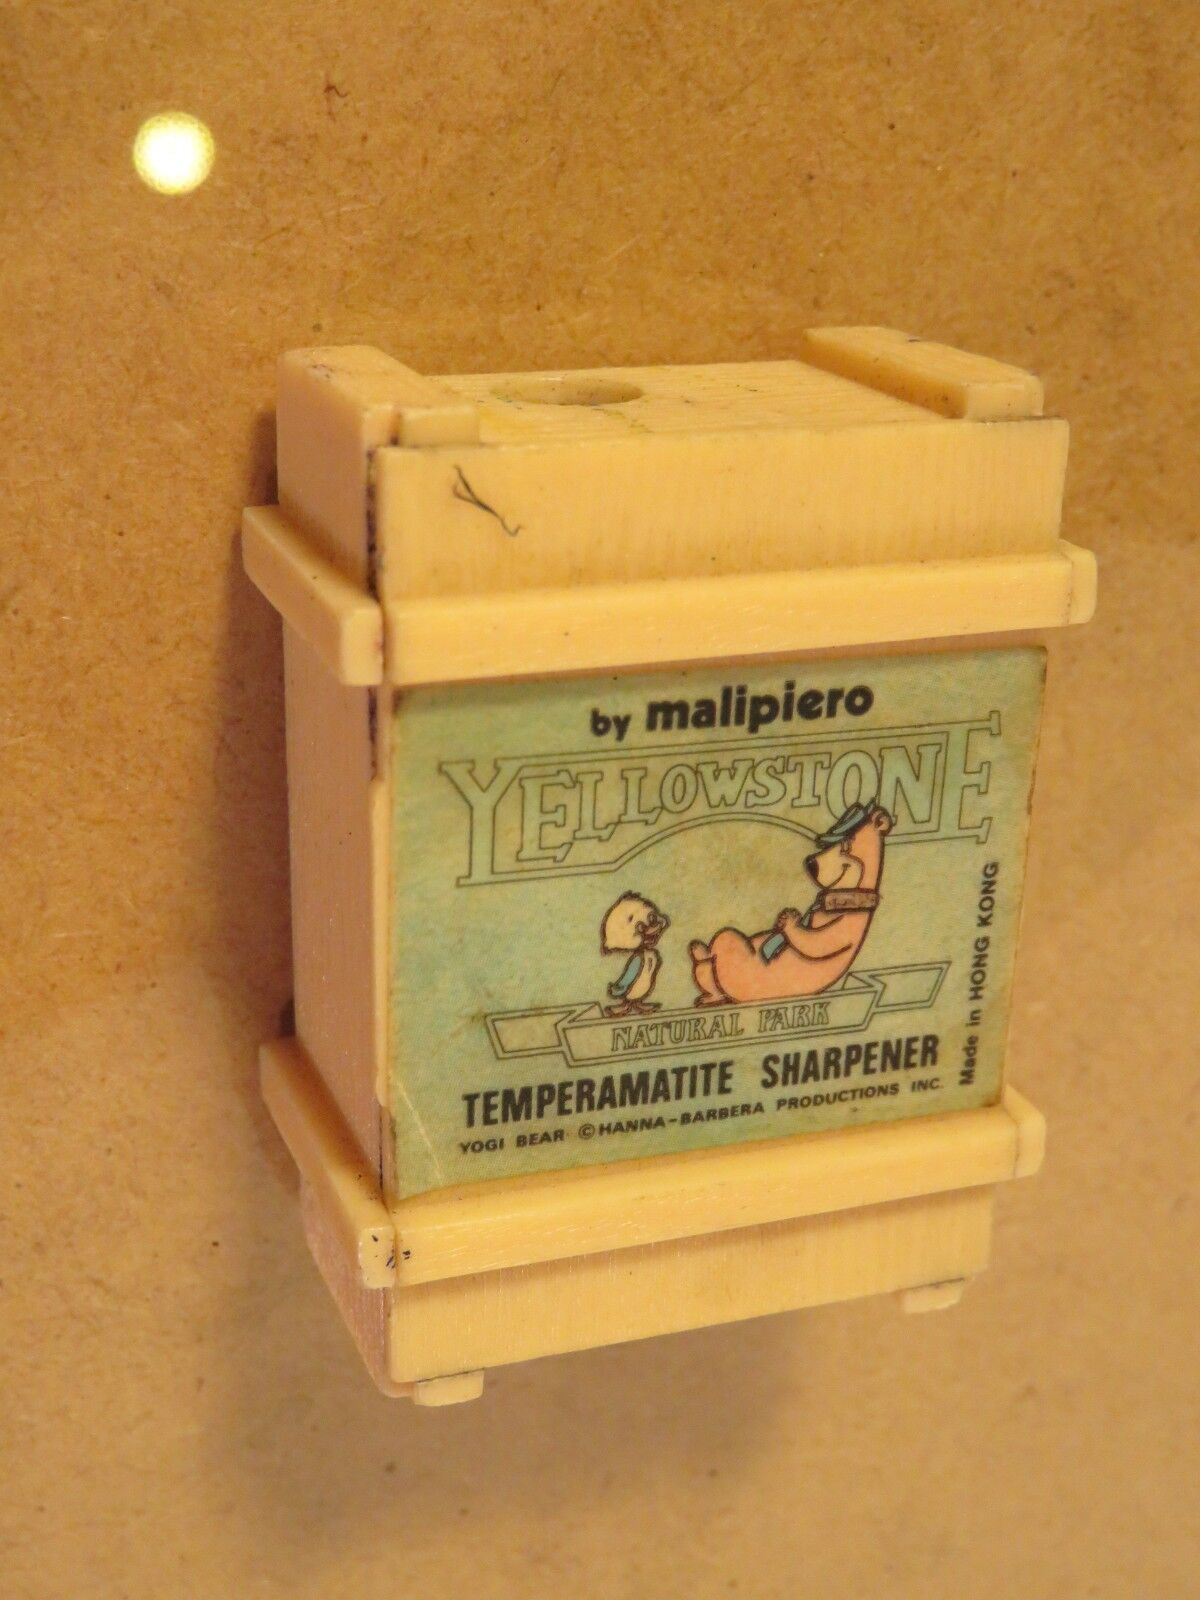 by malipiero
YELLOWSTONE
NATURAL PARK
TEMPERAMATITE SHARPENER
YOGI BEAR ©HANNA-BARBERA PRODUCTIONS INC.
Made in HONG KONG